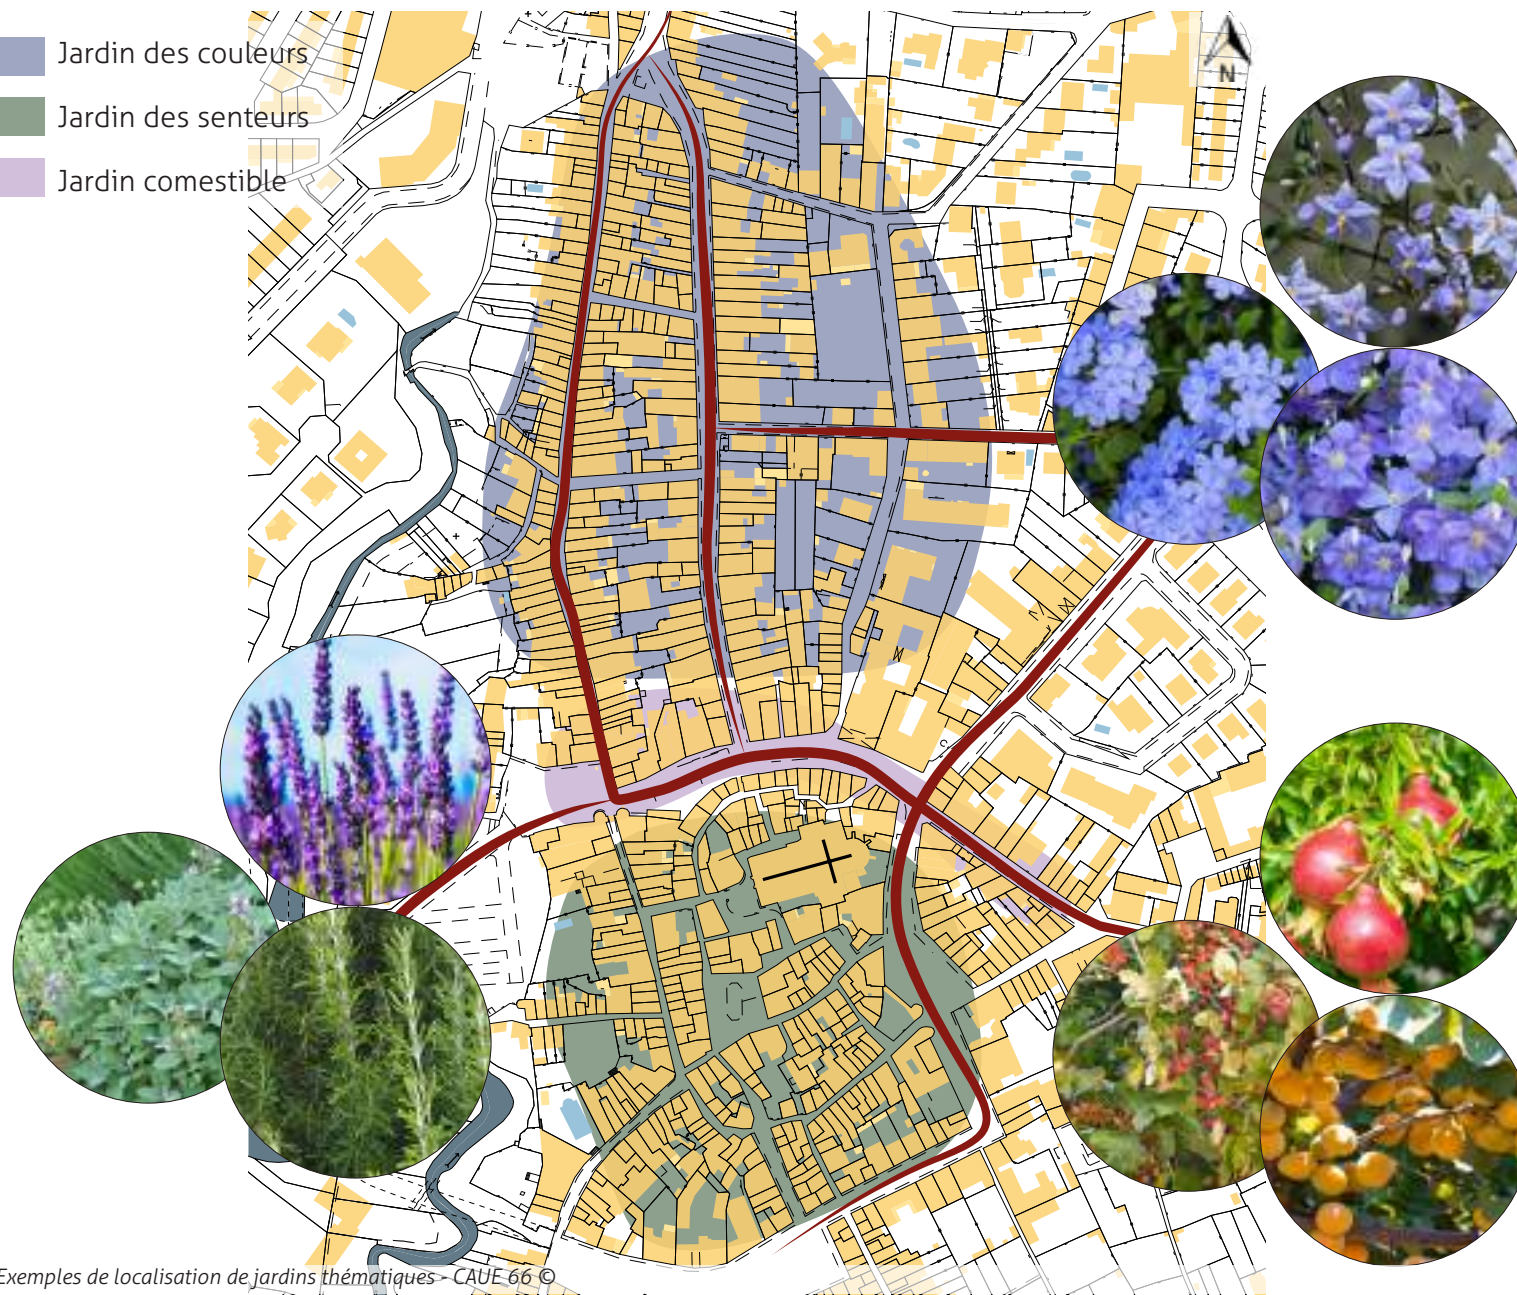 Jardin des couleurs
N
Jardin des senteurs
Jardin comestible
Exemples de localisation de jardins thématiques - CAUE 66 ©